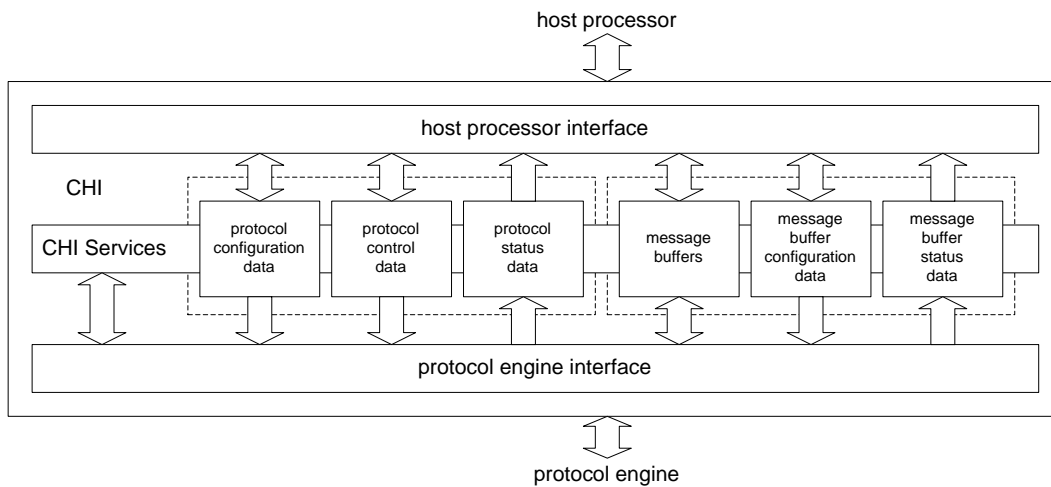 host processor
host processor interface
CHI
CHI Services
protocol
configuration
data
protocol
control
data
protocol
status
data
message
buffers
message
buffer
configuration
data
message
buffer
status
data
protocol engine interface
protocol engine